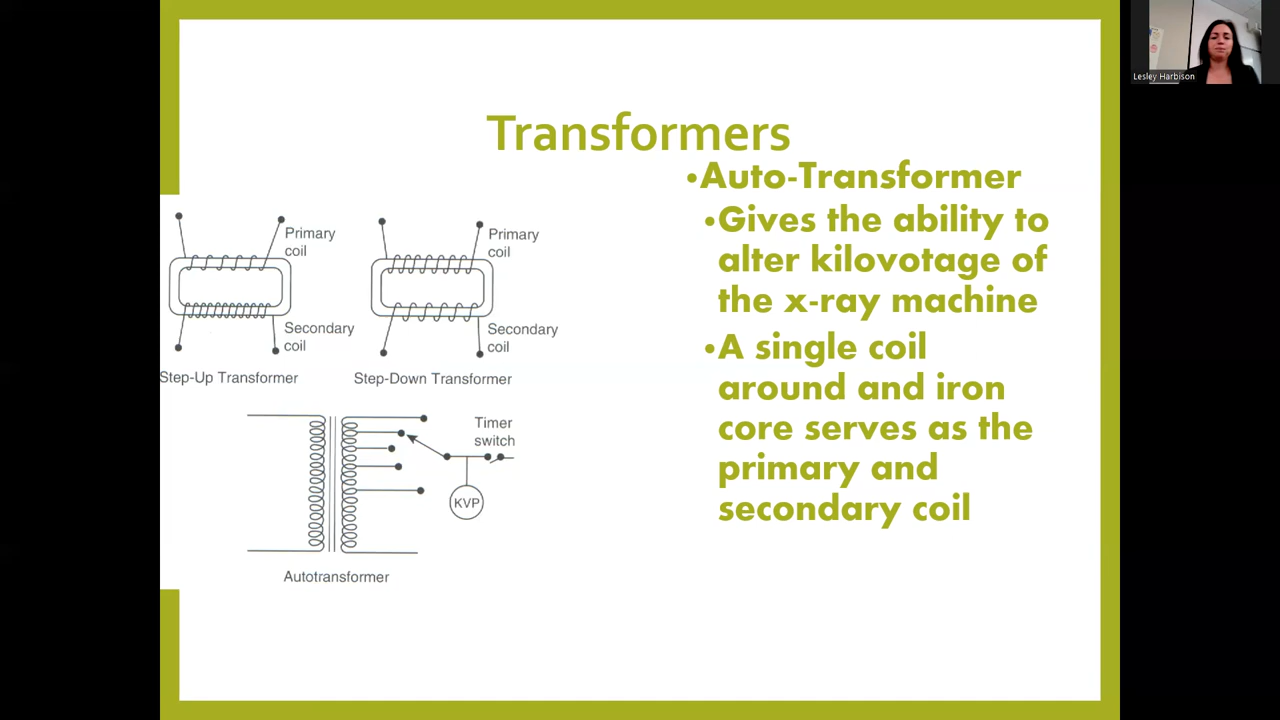 Lesley Harbison
Transformers
•Auto-Transformer
•Gives the ability to
alter kilovotage of
the x-ray machine
•A single coil
around and iron
core serves as the
primary and
secondary coil
Primary
coil
Secondary
coil
Step-Up Transformer
Primary
coil
Secondary
coil
Step-Down Transformer
Timer
switch
KVP
Autotransformer